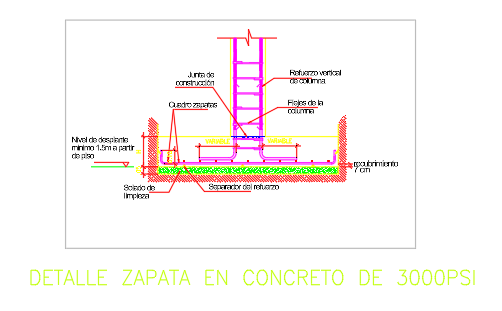 Junta de
construcción
Refuerzo vertical
de columna
Cuadro zapatas
Flejes de la
columna
Nivel de desplante
minimo 1.5m a partir
de piso
recubrimiento
7 cm
Solado de
limpieza
Separador del refuerzo
DETALLE ZAPATA EN CONCRETO DE 3000PSI